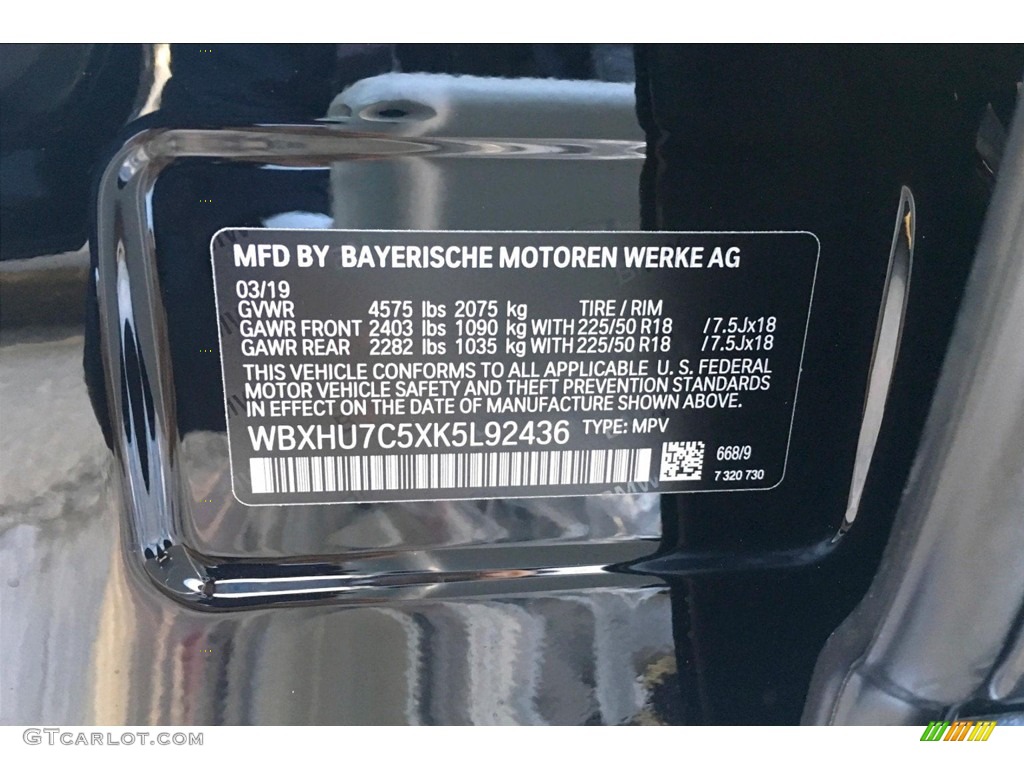 MFD BY BAYERISCHE MOTOREN WERKE AG
03/19
GVWR 4575 lbs 2075 kg TIRE / RIM
GAWR FRONT 2403 lbs 1090 kg WITH 225/50 R18 /7.5Jx18
GAWR REAR 2282 lbs 1035 kg WITH 225/50 R18 /7.5Jx18
THIS VEHICLE CONFORMS TO ALL APPLICABLE U. S. FEDERAL
MOTOR VEHICLE SAFETY AND THEFT PREVENTION STANDARDS
IN EFFECT ON THE DATE OF MANUFACTURE SHOWN ABOVE.
WBXHU7C5XK5L92436 TYPE: MPV
668/9
7 320 730
GTCARLOT.COM